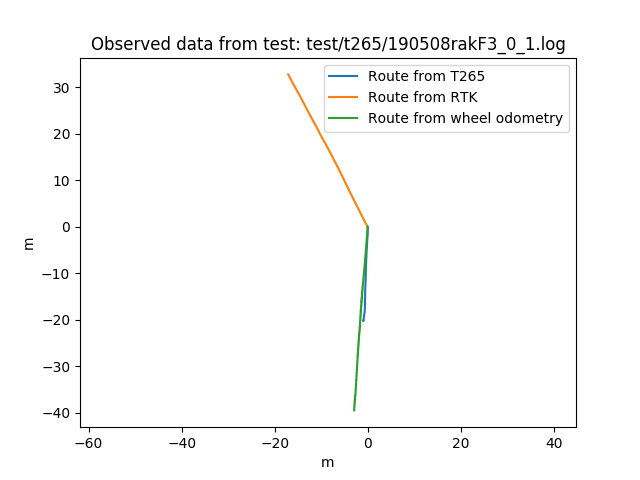 Observed data from test: test/t265/190508rakF3_0_1.log
Route from T265
Route from RTK
Route from wheel odometry
30
20
10
0
−10
−20
−30
−40
m
−60
−40
−20
0
20
40
m